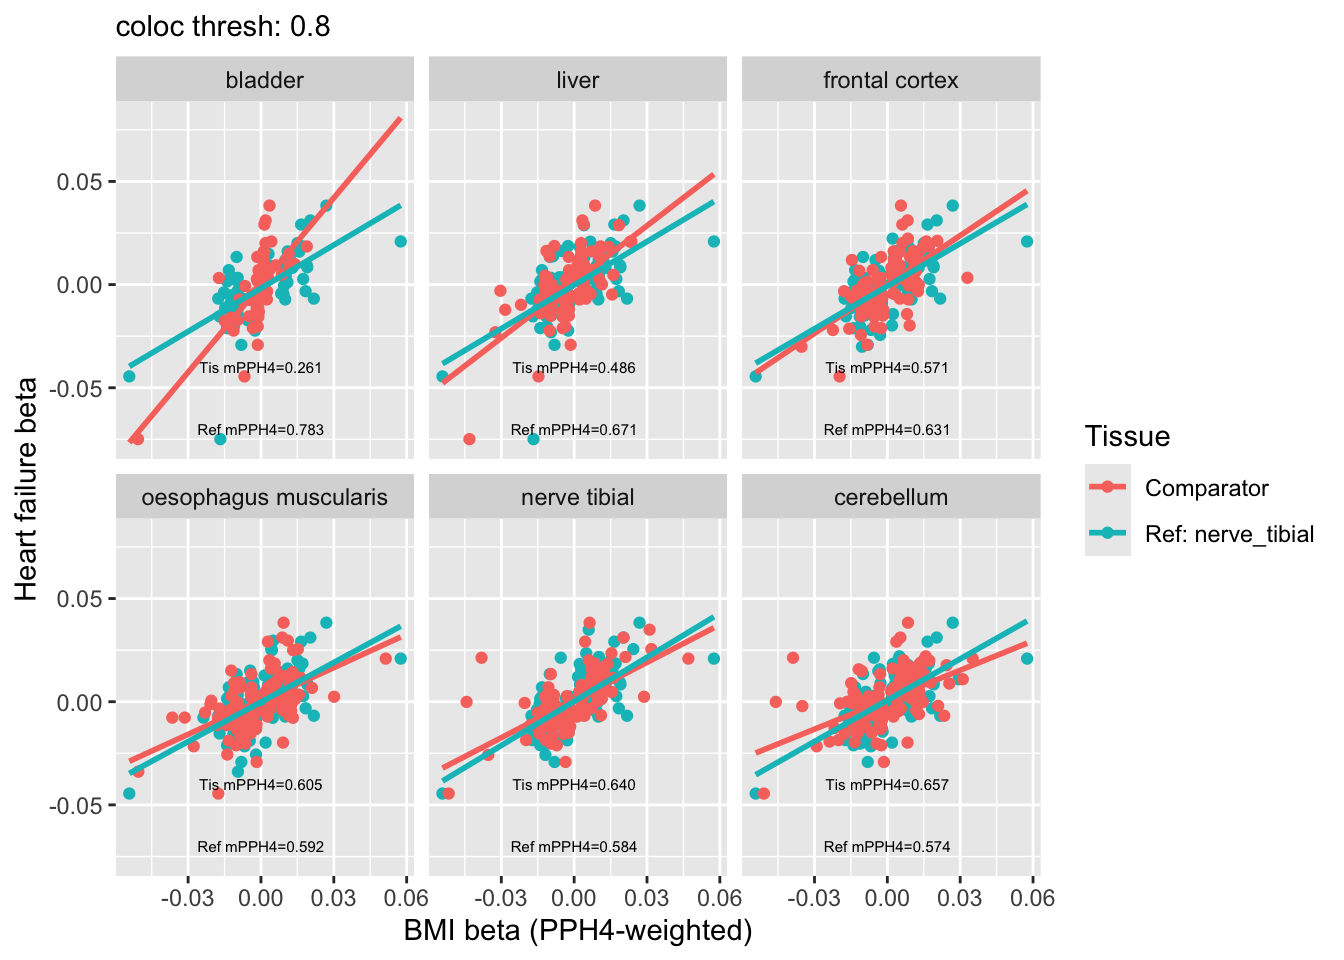 coloc thresh: 0.8
bladder
liver
frontal cortex
0.05
0.00
-0.05
Tis mPPH4=0.261
Tis mPPH4=0.486
Tis mPPH4=0.571
Ref mPPH4=0.783
Ref mPPH4=0.671
Ref mPPH4=0.631
oesophagus muscularis
nerve tibial
cerebellum
0.05
0.00
-0.05
Tis mPPH4=0.605
Tis mPPH4=0.640
Tis mPPH4=0.657
Ref mPPH4=0.592
Ref mPPH4=0.584
Ref mPPH4=0.574
-0.03 0.00 0.03 0.06
-0.03 0.00 0.03 0.06
-0.03 0.00 0.03 0.06
BMI beta (PPH4-weighted)
Heart failure beta
Tissue
Comparator
Ref: nerve_tibial